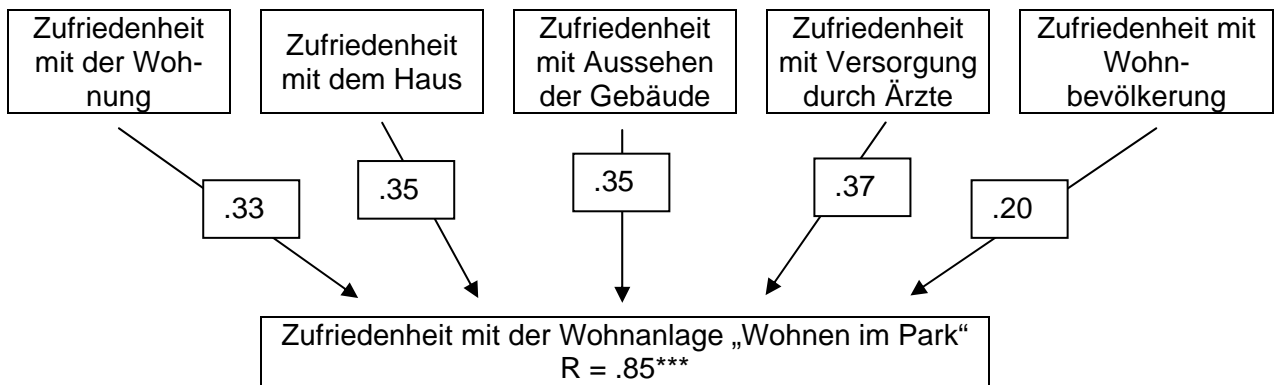 Zufriedenheit
mit der Woh-
nung
Zufriedenheit
mit dem Haus
Zufriedenheit
mit Aussehen
der Gebäude
Zufriedenheit
mit Versorgung
durch Ärzte
Zufriedenheit mit
Wohn-
bevölkerung
.33
.35
.35
.37
.20
Zufriedenheit mit der Wohnanlage „Wohnen im Park“
R = .85***